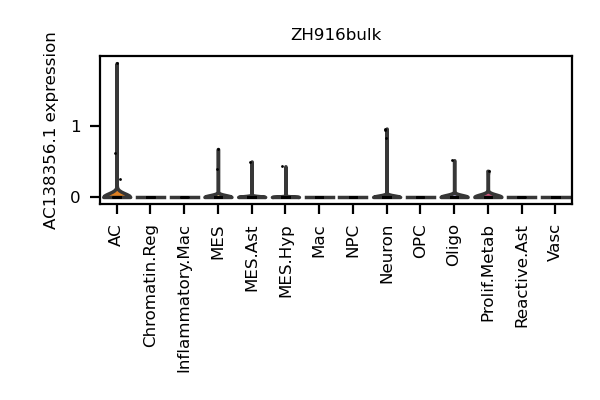 ZH916bulk
AC138356.1 expression
1
0
AC
Chromatin.Reg
Inflammatory.Mac
MES
MES.Ast
MES.Hyp
Mac
NPC
Neuron
OPC
Oligo
Prolif.Metab
Reactive.Ast
Vasc